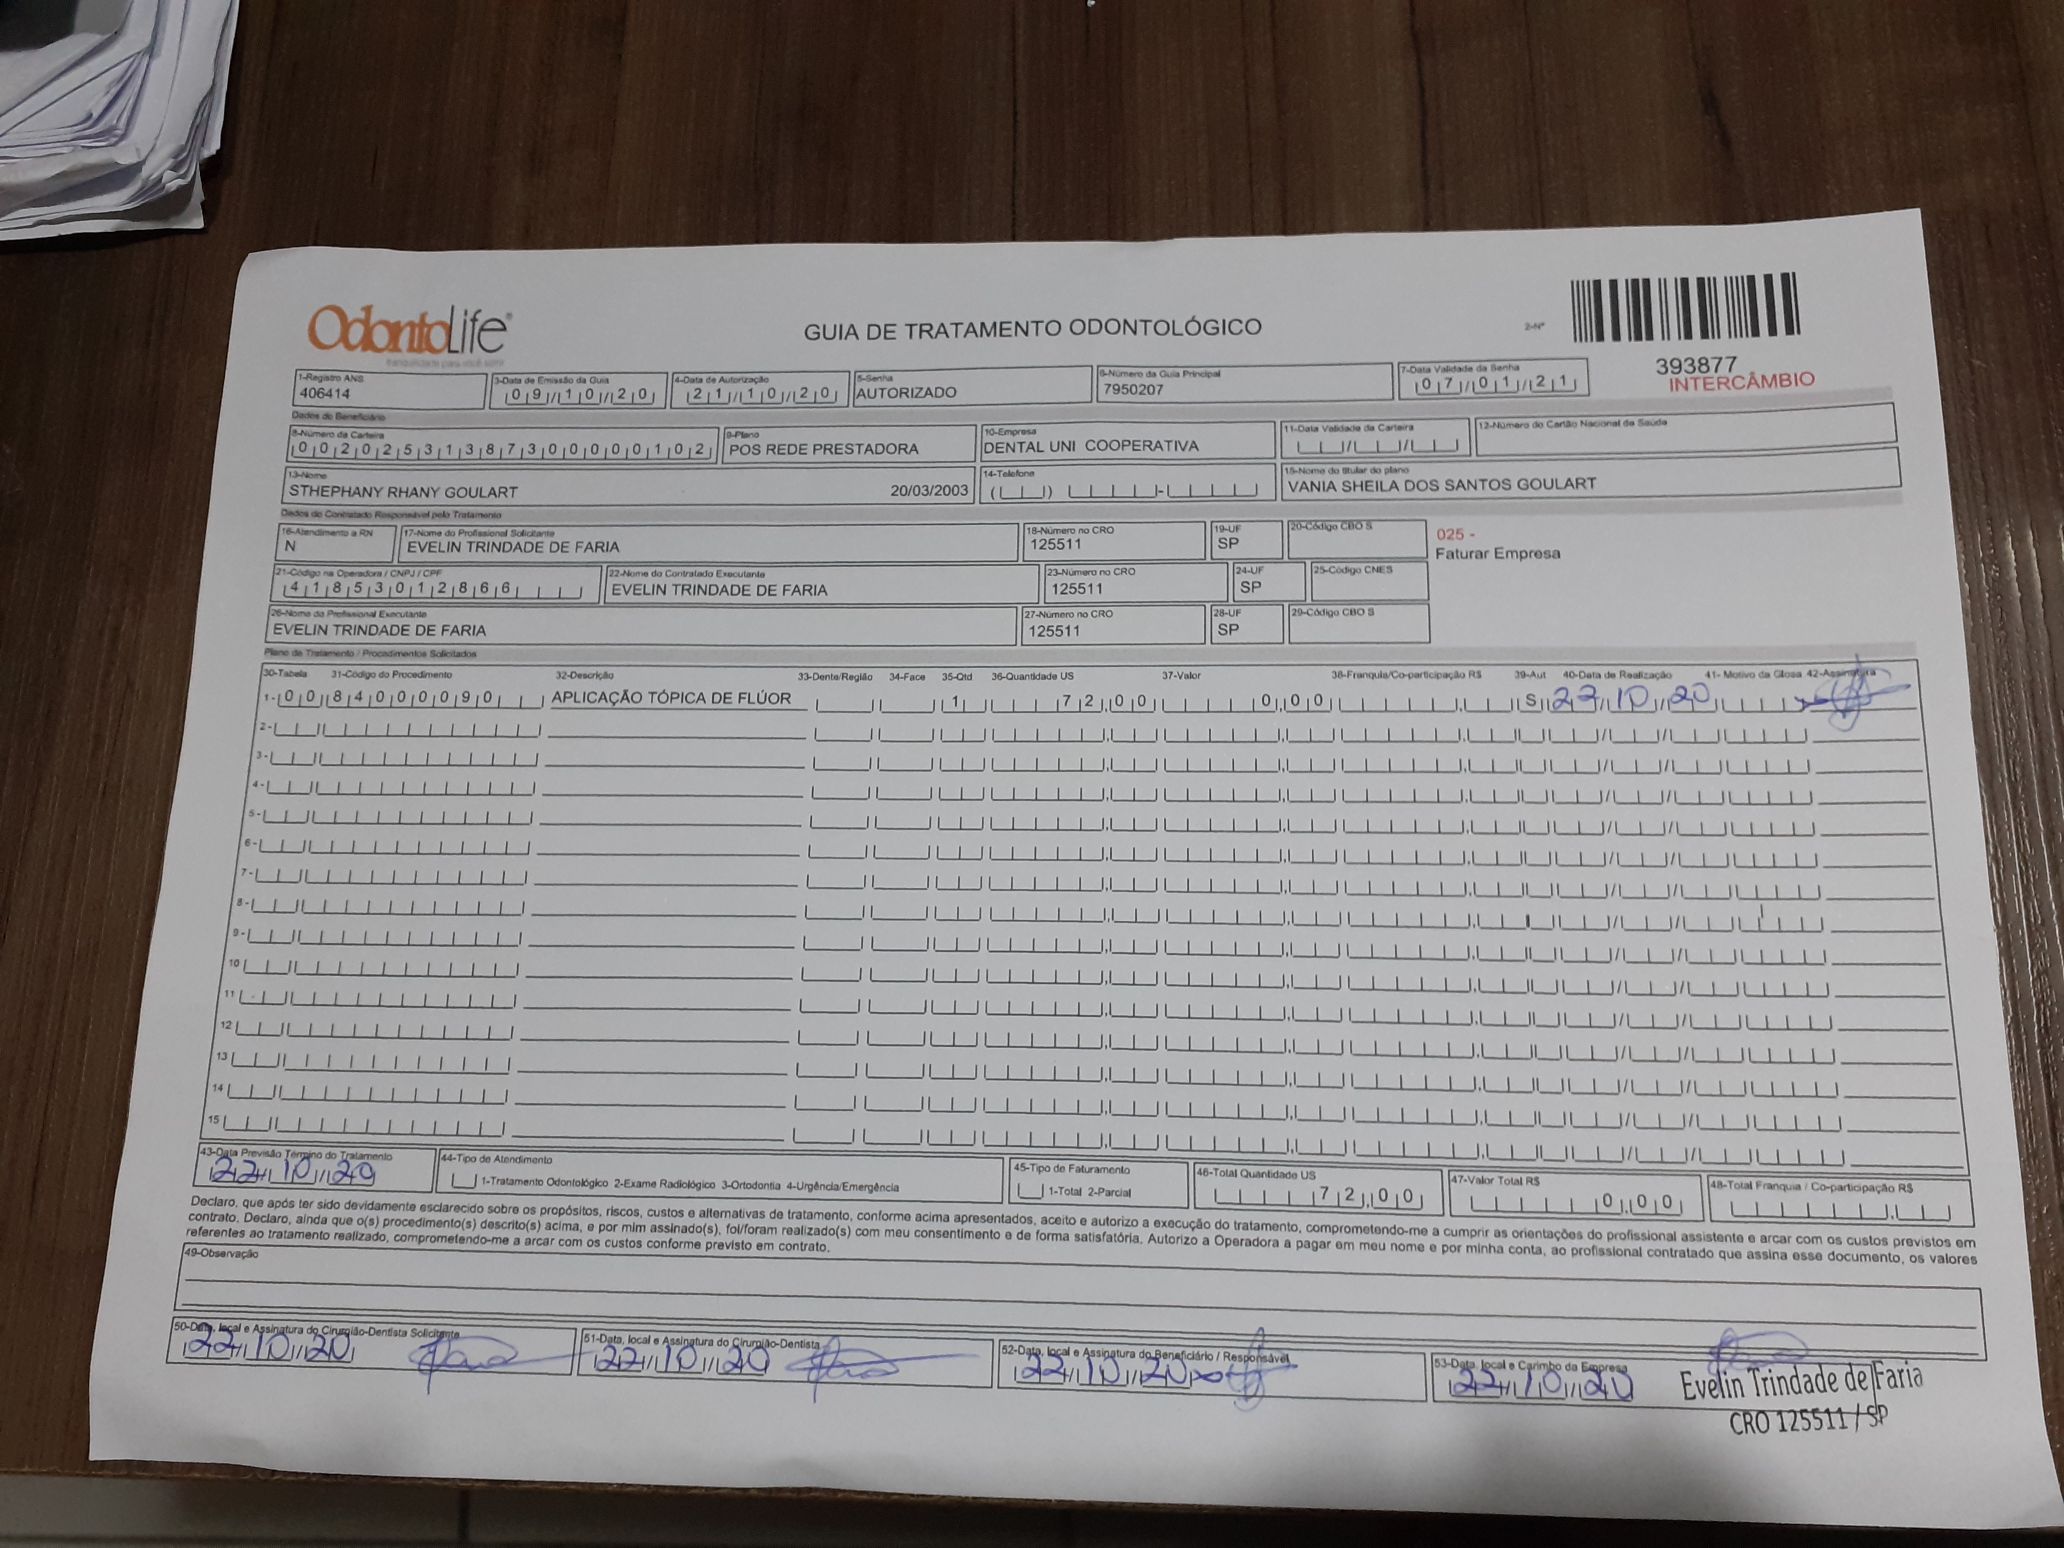 OdontoLife®
GUIA DE TRATAMENTO ODONTOLÓGICO
2-Nº
393877
INTERCÂMBIO
1-Registro ANS
406414
3-Data de Emissão da Guia
09/10/20
4-Data de Autorização
21/10/20
5-Senha
AUTORIZADO
6-Número da Guia Principal
7950207
7-Data Validade da Senha
07/01/21
Dados do Beneficiário
8-Número da Carteira
00202531387300000102
9-Plano
POS REDE PRESTADORA
10-Empresa
DENTAL UNI COOPERATIVA
11-Data Validade da Carteira
12-Número do Cartão Nacional de Saúde
13-Nome
STHEPHANY RHANY GOULART 20/03/2003
14-Telefone
15-Nome do titular do plano
VANIA SHEILA DOS SANTOS GOULART
Dados do Contratado Responsável pelo Tratamento
16-Atendimento a RN
N
17-Nome do Profissional Solicitante
EVELIN TRINDADE DE FARIA
18-Número no CRO
125511
19-UF
SP
20-Código CBO S
025 -
Faturar Empresa
21-Código na Operadora / CNPJ / CPF
41853012866
22-Nome do Contratado Executante
EVELIN TRINDADE DE FARIA
23-Número no CRO
125511
24-UF
SP
25-Código CNES
26-Nome do Profissional Executante
EVELIN TRINDADE DE FARIA
27-Número no CRO
125511
28-UF
SP
29-Código CBO S
Plano de Tratamento / Procedimentos Solicitados
30-Tabela 31-Código do Procedimento 32-Descrição 33-Dente/Região 34-Face 35-Qtd 36-Quantidade US 37-Valor 38-Franquia/Co-participação R$ 39-Aut 40-Data de Realização 41- Motivo da Glosa 42-Assinatura
1- 00 84000090 APLICAÇÃO TÓPICA DE FLÚOR 1 72,00 0,00 S 22/10/20
2-
3-
4-
5-
6-
7-
8-
9-
10
11
12
13
14
15
43-Data Previsão Término do Tratamento
22/10/20
44-Tipo de Atendimento
1-Tratamento Odontológico 2-Exame Radiológico 3-Ortodontia 4-Urgência/Emergência
45-Tipo de Faturamento
1-Total 2-Parcial
46-Total Quantidade US
72,00
47-Valor Total R$
0,00
48-Total Franquia / Co-participação R$
Declaro, que após ter sido devidamente esclarecido sobre os propósitos, riscos, custos e alternativas de tratamento, conforme acima apresentados, aceito e autorizo a execução do tratamento, comprometendo-me a cumprir as orientações do profissional assistente e arcar com os custos previstos em
contrato. Declaro, ainda que o(s) procedimento(s) descrito(s) acima, e por mim assinado(s), foi/foram realizado(s) com meu consentimento e de forma satisfatória. Autorizo a Operadora a pagar em meu nome e por minha conta, ao profissional contratado que assina esse documento, os valores
referentes ao tratamento realizado, comprometendo-me a arcar com os custos conforme previsto em contrato.
49-Observação
50-Data, local e Assinatura do Cirurgião-Dentista Solicitante
22/10/20
51-Data, local e Assinatura do Cirurgião-Dentista
22/10/20
52-Data, local e Assinatura do Beneficiário / Responsável
22/10/20
53-Data, local e Carimbo da Empresa
22/10/20
Evelin Trindade de Faria
CRO 125511 / SP